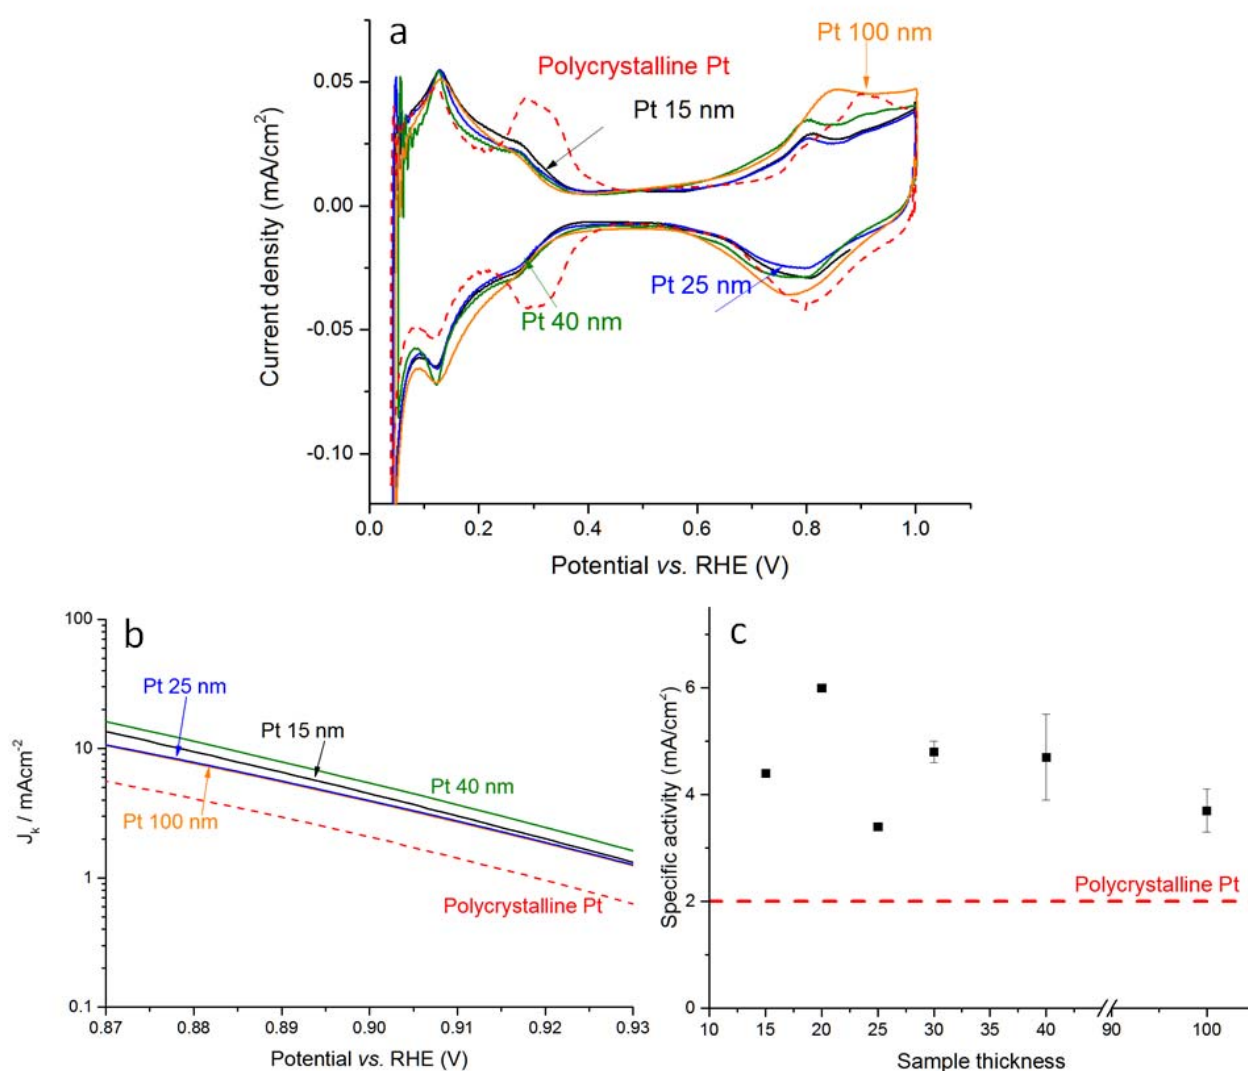 a
Pt 100 nm
Polycrystalline Pt
Pt 15 nm
0.05
0.00
-0.05
-0.10
Current density (mA/cm²)
Pt 25 nm
Pt 40 nm
0.0 0.2 0.4 0.6 0.8 1.0
Potential vs. RHE (V)
b
100
10
1
0.1
J_k / mAcm⁻²
Pt 25 nm
Pt 15 nm
Pt 40 nm
Pt 100 nm
Polycrystalline Pt
0.87 0.88 0.89 0.90 0.91 0.92 0.93
Potential vs. RHE (V)
c
6
4
2
0
Specific activity (mA/cm²)
Polycrystalline Pt
10 15 20 25 30 35 40 90 100
Sample thickness